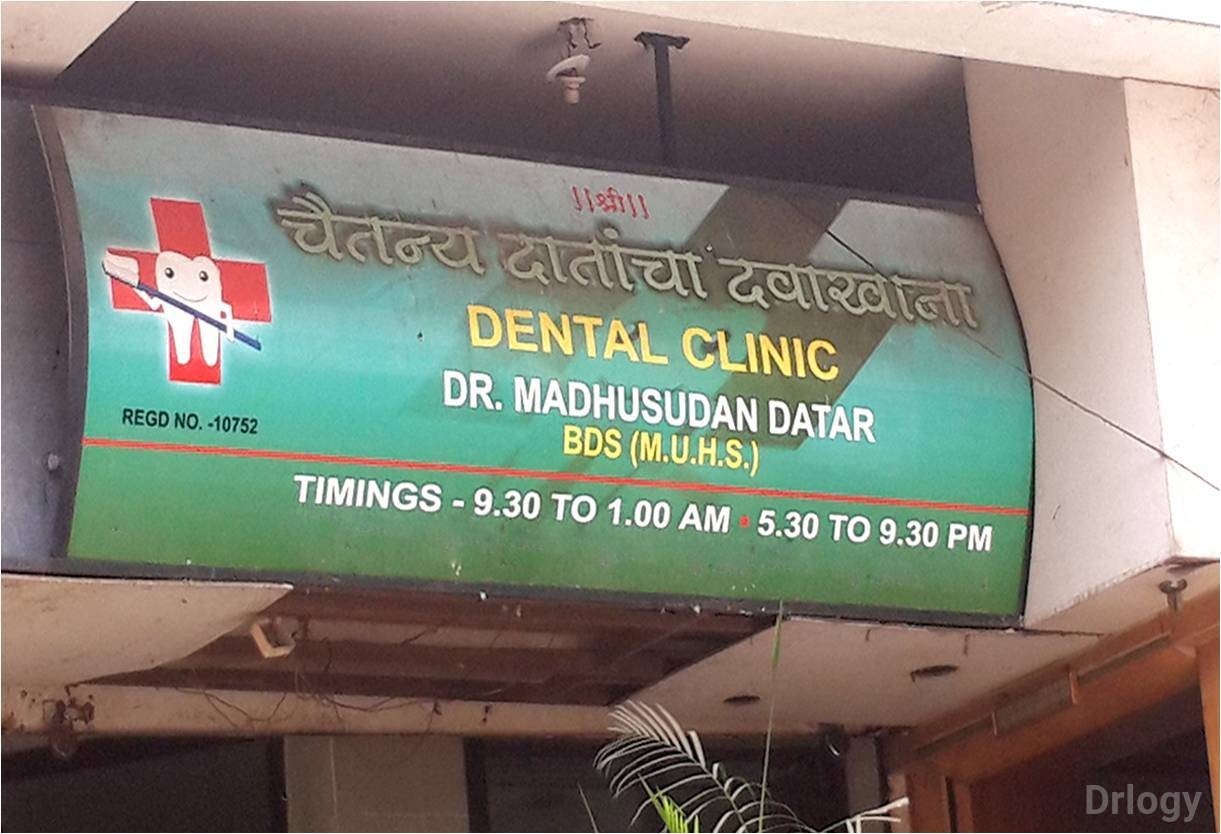 ||श्री||
चैतन्य दातांचा दवाखाना
DENTAL CLINIC
DR. MADHUSUDAN DATAR
BDS (M.U.H.S.)
REGD NO. -10752
TIMINGS - 9.30 TO 1.00 AM • 5.30 TO 9.30 PM
Drlogy